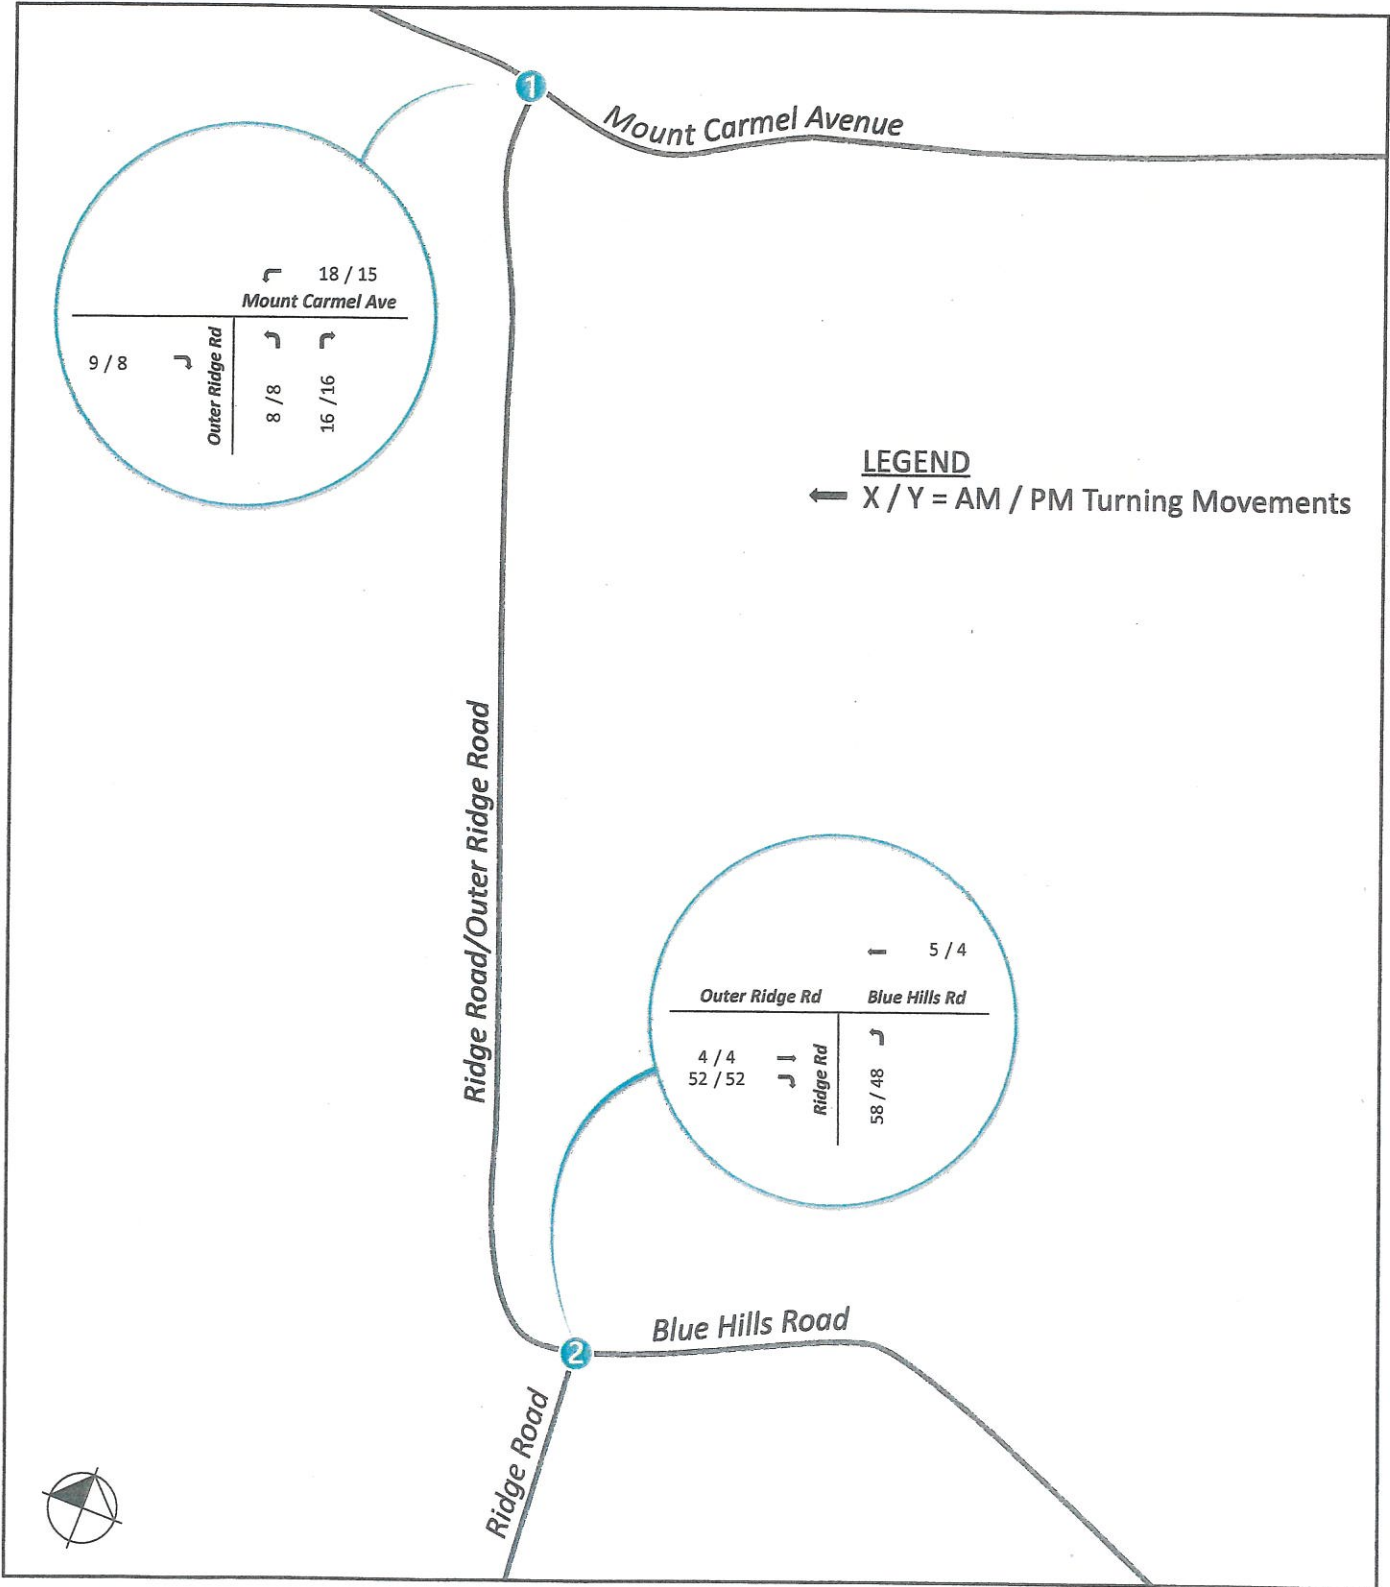 1
Mount Carmel Avenue
18 / 15
Mount Carmel Ave
9 / 8
Outer Ridge Rd
8 /8
16 /16
LEGEND
X / Y = AM / PM Turning Movements
Ridge Road/Outer Ridge Road
5 / 4
Outer Ridge Rd Blue Hills Rd
4 / 4
52 / 52
Ridge Rd
58 / 48
Blue Hills Road
2
Ridge Road